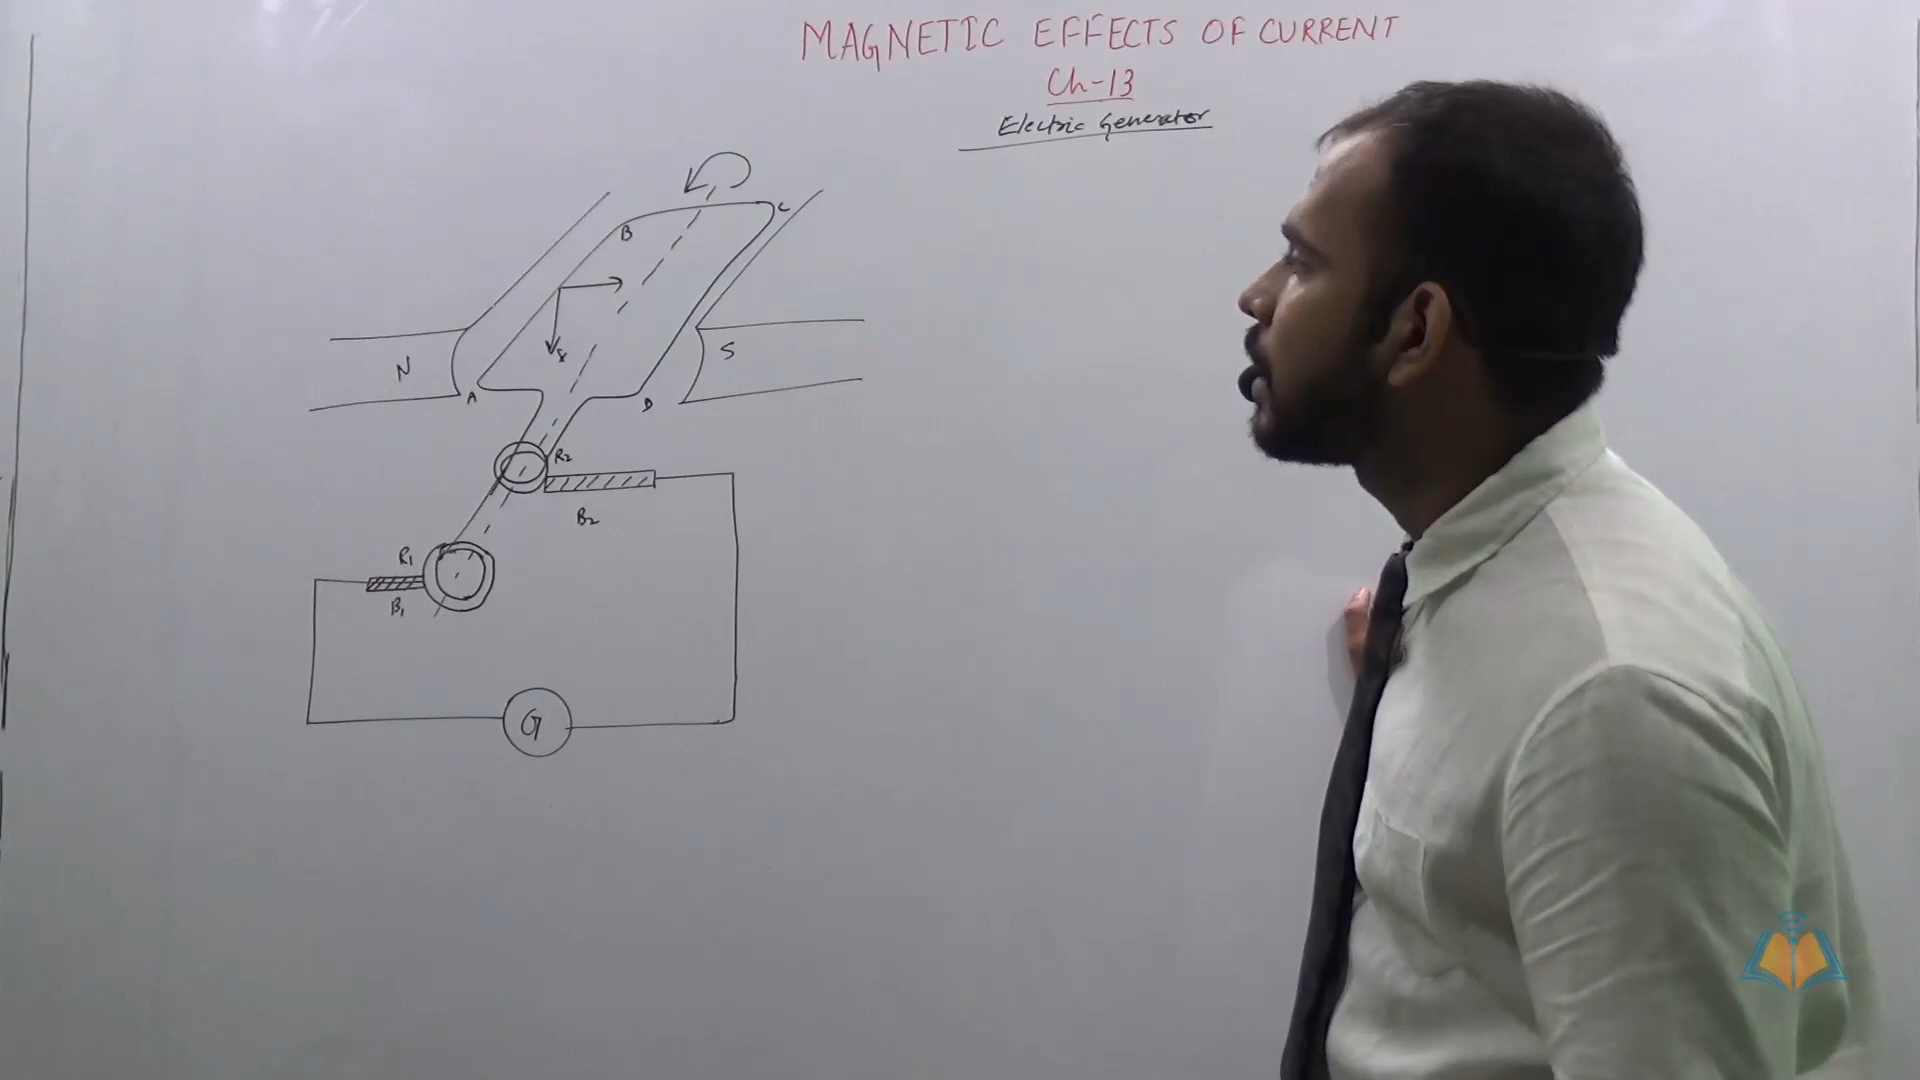 MAGNETIC EFFECTS OF CURRENT
Ch-13
Electric Generator
B
C
N
S
A
D
R2
B2
R1
B1
G